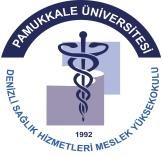 PAMUKKALE ÜNİVERSİTESİ
1992
DENİZLİ SAĞLIK HİZMETLERİ MESLEK YÜKSEKOKULU